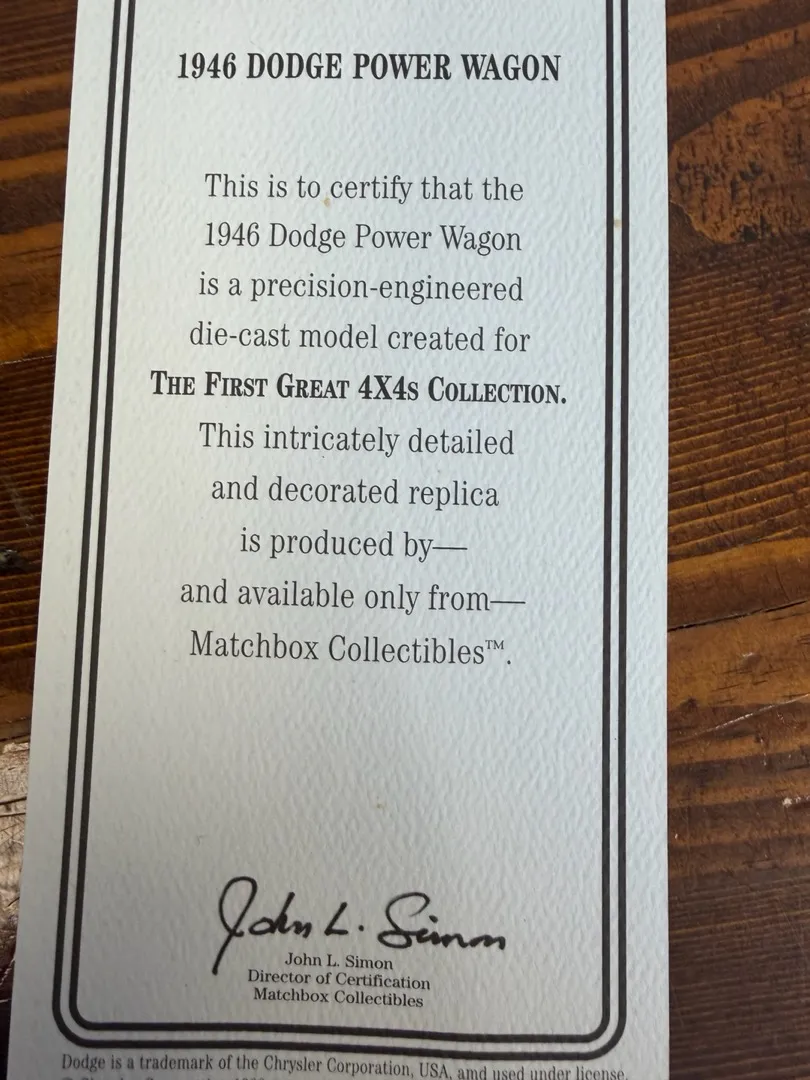 1946 DODGE POWER WAGON
This is to certify that the
1946 Dodge Power Wagon
is a precision-engineered
die-cast model created for
THE FIRST GREAT 4X4S COLLECTION.
This intricately detailed
and decorated replica
is produced by—
and available only from—
Matchbox Collectibles™.
John L. Simon
John L. Simon
Director of Certification
Matchbox Collectibles
Dodge is a trademark of the Chrysler Corporation, USA, amd used under license.